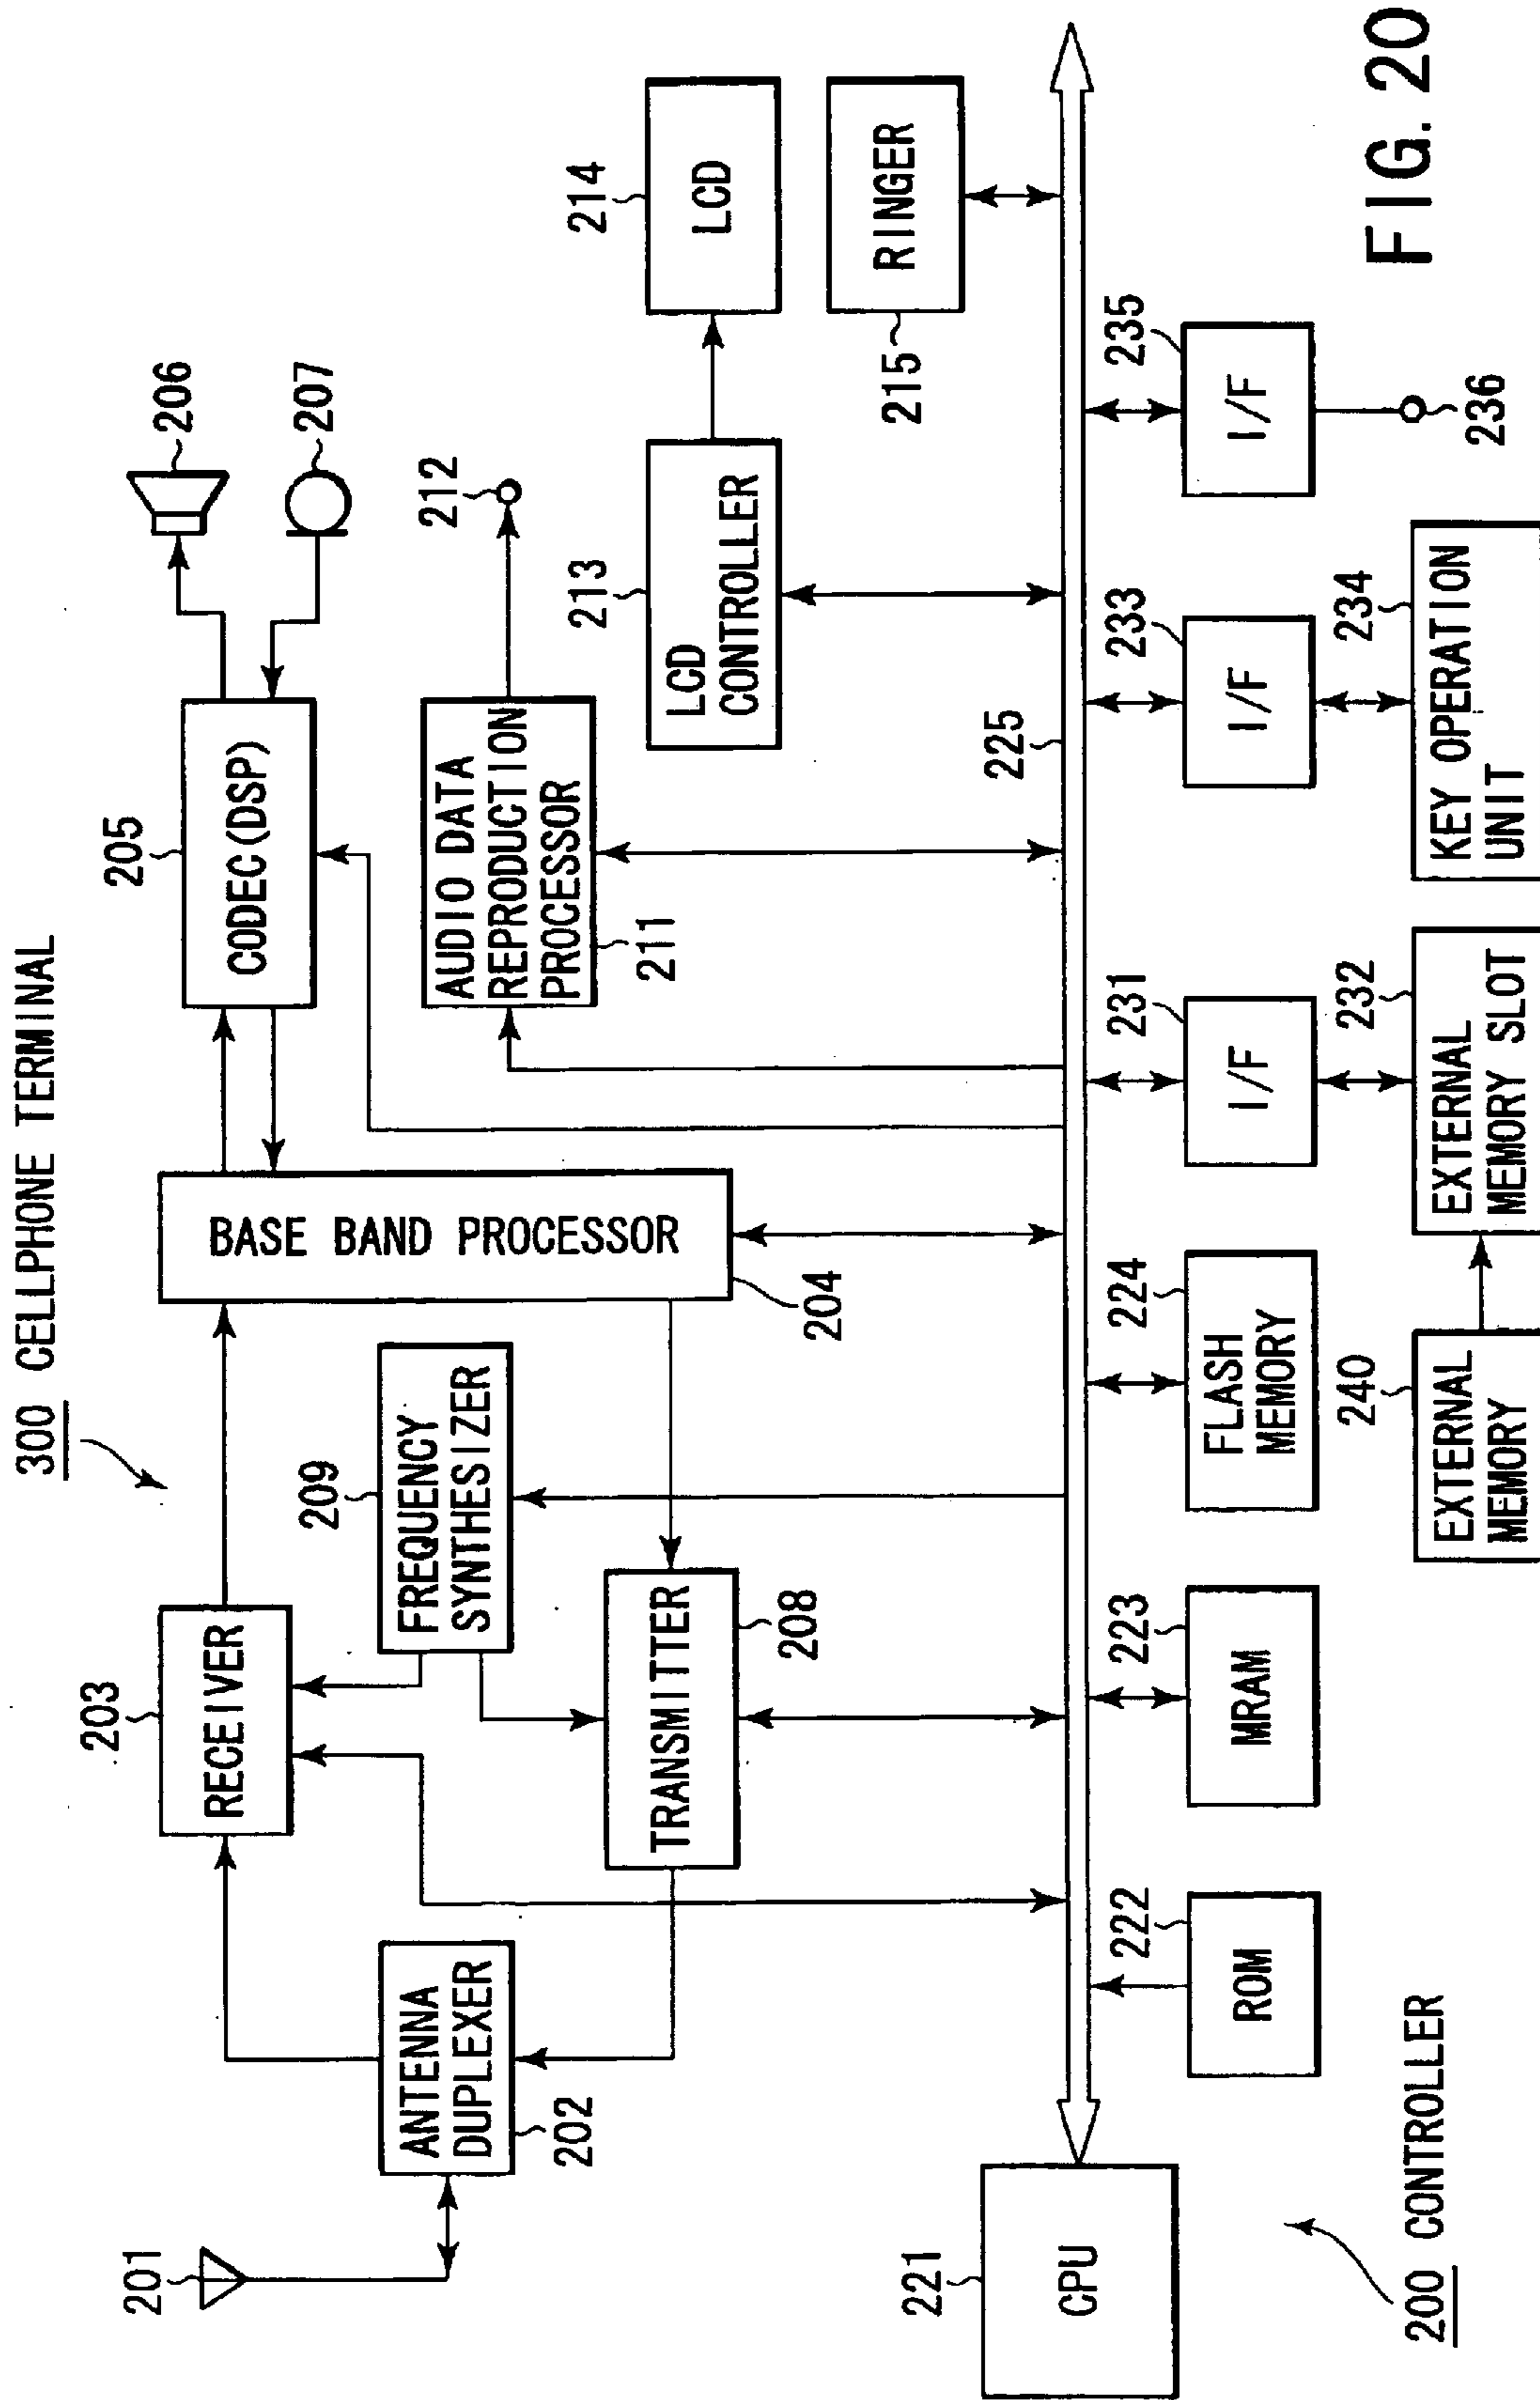 300 CELLPHONE TERMINAL
201
202
ANTENNA
DUPLEXER
203
RECEIVER
209
FREQUENCY
SYNTHESIZER
208
TRANSMITTER
204
BASE BAND PROCESSOR
205
CODEC(DSP)
206
207
211
AUDIO DATA
REPRODUCTION
PROCESSOR
212
213
LCD
CONTROLLER
214
LCD
215
RINGER
225
221
CPU
222
ROM
223
MRAM
224
FLASH
MEMORY
231
I/F
233
I/F
235
I/F
236
240
EXTERNAL
MEMORY
232
EXTERNAL
MEMORY SLOT
234
KEY OPERATION
UNIT
200 CONTROLLER
FIG. 20